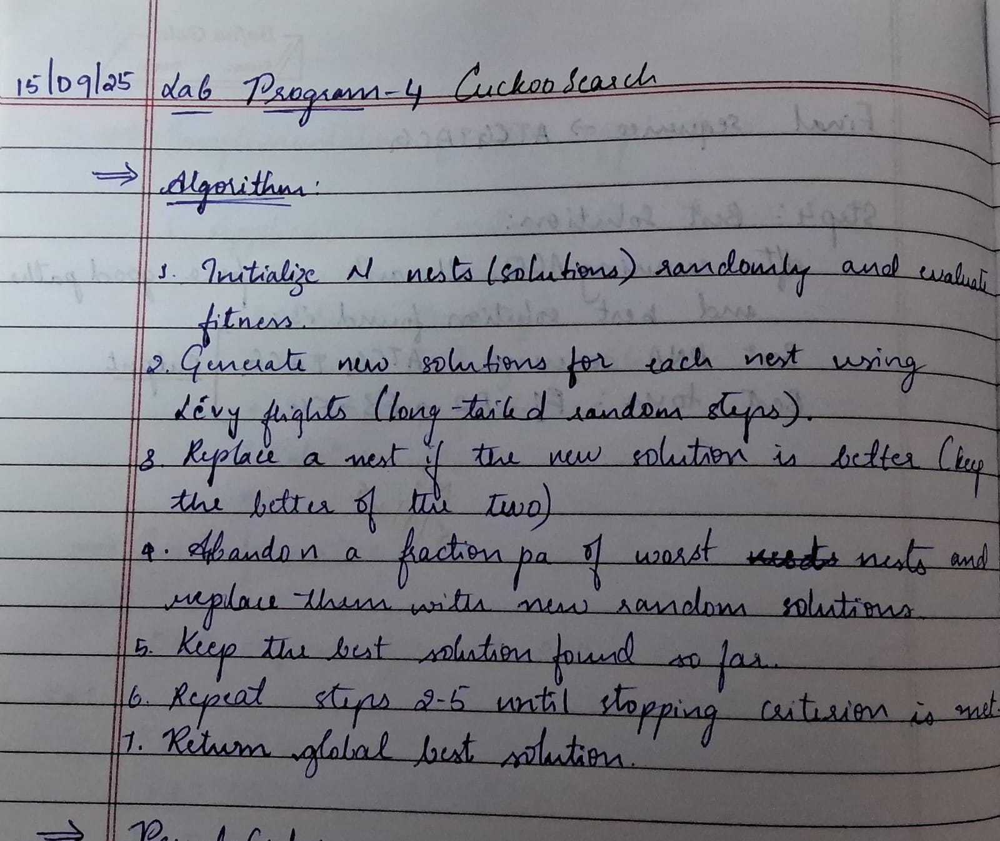 15/09/25 Lab Program-4 Cuckoo Search
⇒ Algorithm:
1. Initialize N nests (solutions) randomly and evaluate
fitness.
2. Generate new solutions for each nest using
Lévy flights (long-tailed random steps).
3. Replace a nest if the new solution is better (keep
the better of the two)
4. Abandon a fraction pa of worst nests and
replace them with new random solutions
5. Keep the best solution found so far.
6. Repeat steps 2-5 until stopping criterion is met.
7. Return global best solution.
⇒